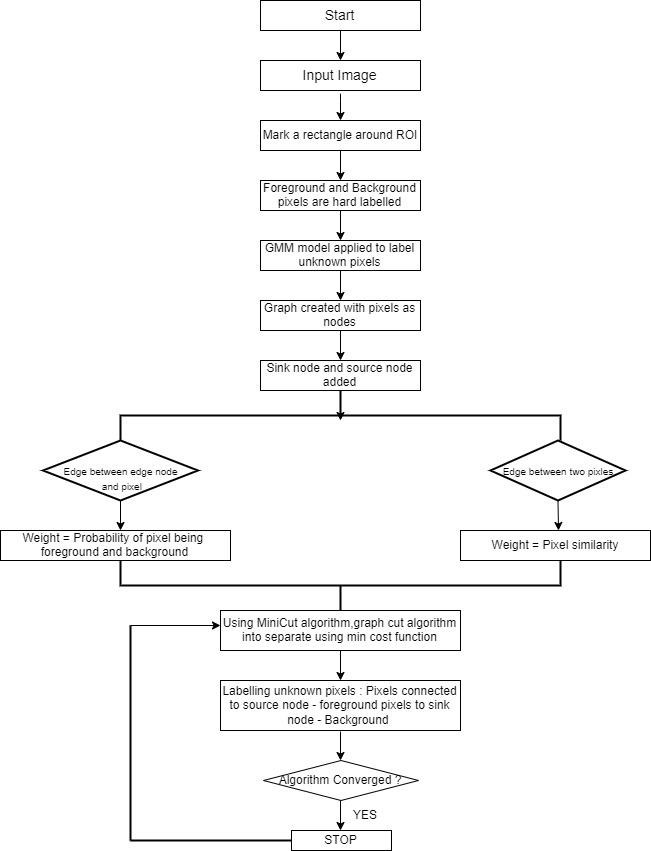 Start
Input Image
Mark a rectangle around ROI
Foreground and Background
pixels are hard labelled
GMM model applied to label
unknown pixels
Graph created with pixels as
nodes
Sink node and source node
added
Edge between edge node
and pixel
Edge between two pixles
Weight = Probability of pixel being
foreground and background
Weight = Pixel similarity
Using MiniCut algorithm,graph cut algorithm
into separate using min cost function
Labelling unknown pixels : Pixels connected
to source node - foreground pixels to sink
node - Background
Algorithm Converged ?
YES
STOP